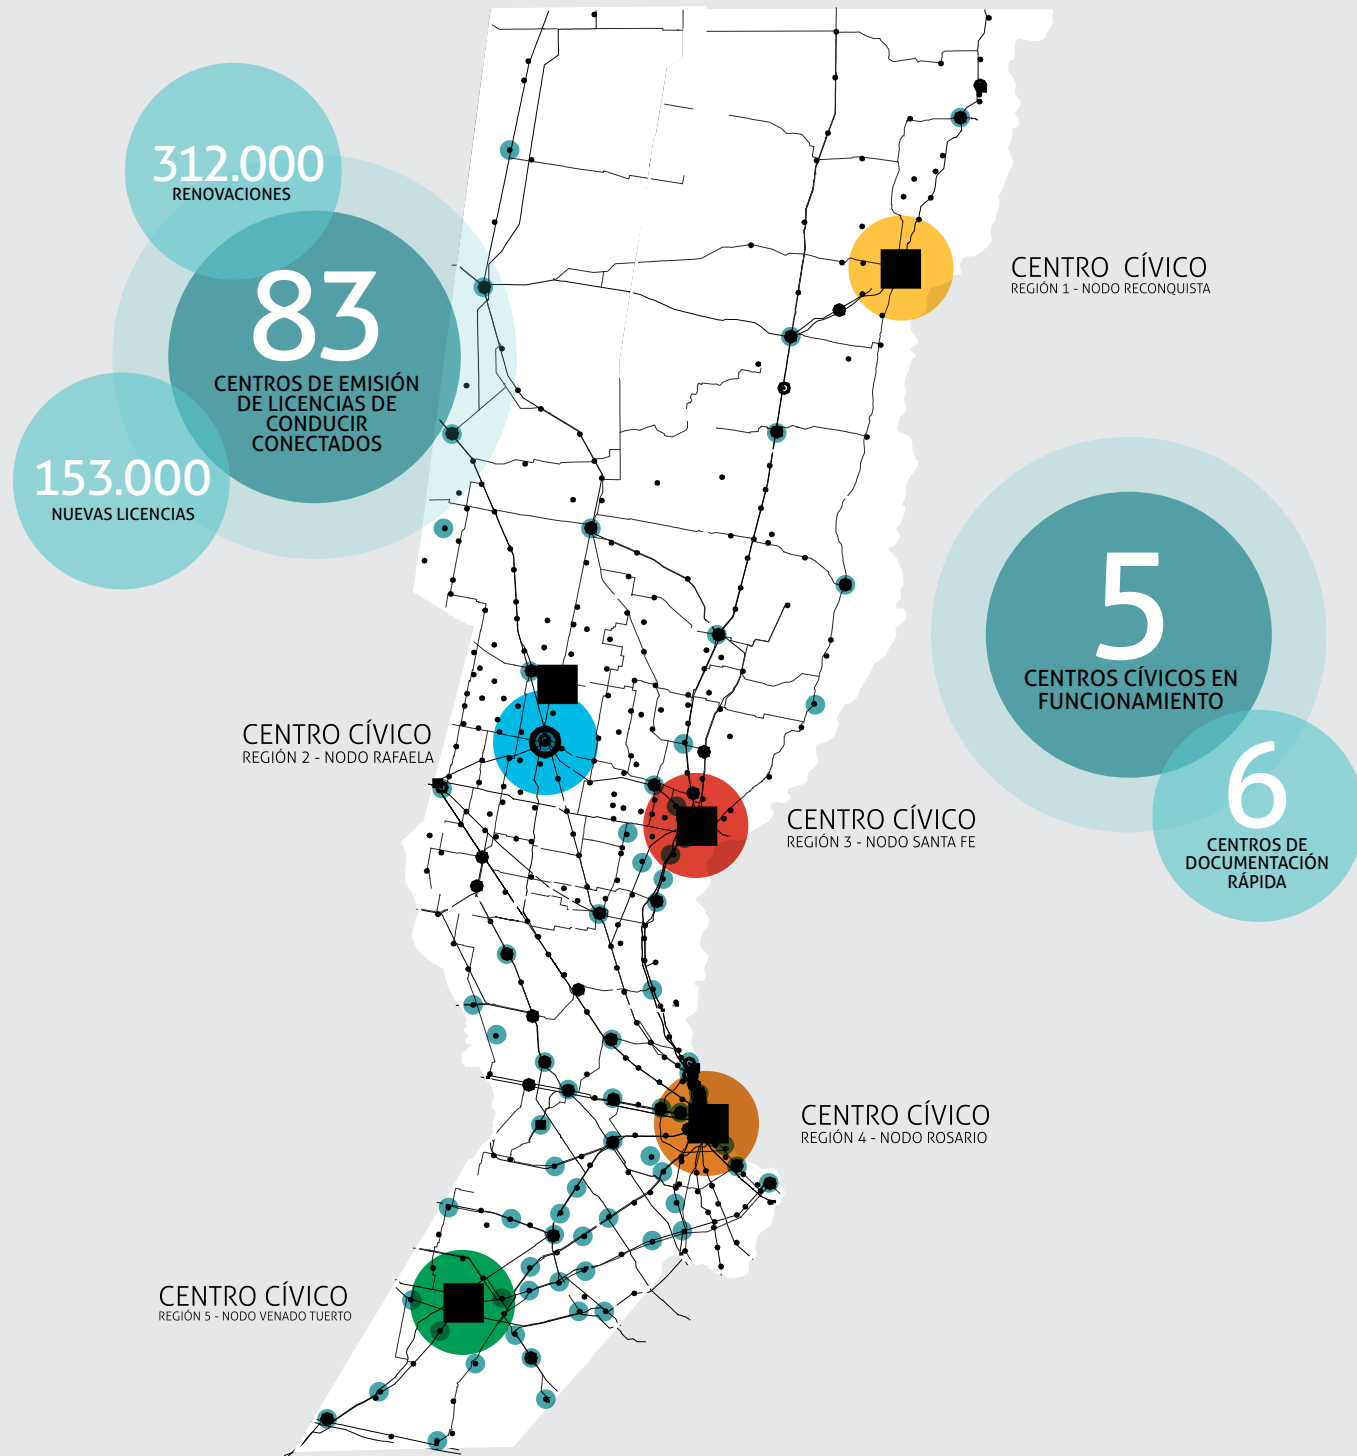 312.000
RENOVACIONES
83
CENTROS DE EMISIÓN
DE LICENCIAS DE
CONDUCIR
CONECTADOS
153.000
NUEVAS LICENCIAS
CENTRO CÍVICO
REGIÓN 1 - NODO RECONQUISTA
5
CENTROS CÍVICOS EN
FUNCIONAMIENTO
6
CENTROS DE
DOCUMENTACIÓN
RÁPIDA
CENTRO CÍVICO
REGIÓN 2 - NODO RAFAELA
CENTRO CÍVICO
REGIÓN 3 - NODO SANTA FE
CENTRO CÍVICO
REGIÓN 4 - NODO ROSARIO
CENTRO CÍVICO
REGIÓN 5 - NODO VENADO TUERTO